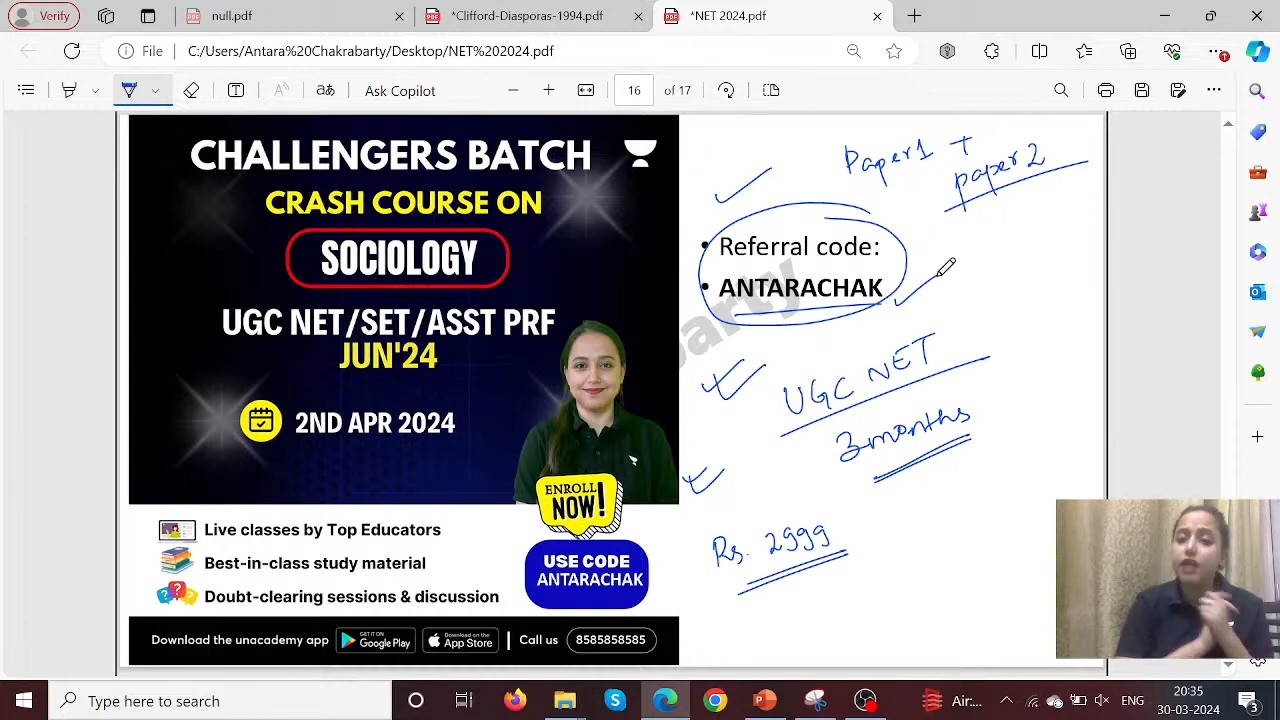 Verify
null.pdf
*Clifford-Diasporas-1994.pdf
*NET 2024.pdf
File
C:/Users/Antara%20Chakrabarty/Desktop/NET%202024.pdf
Ask Copilot
16
of 17
CHALLENGERS BATCH
CRASH COURSE ON
SOCIOLOGY
UGC NET/SET/ASST PRF
JUN'24
2ND APR 2024
ENROLL
NOW!
Live classes by Top Educators
Best-in-class study material
Doubt-clearing sessions & discussion
USE CODE
ANTARACHAK
Download the unacademy app
GET IT ON
Google Play
Download on the
App Store
Call us
8585858585
Paper 1 +
paper 2
• Referral code:
• ANTARACHAK
UGC NET
3 months
Rs. 2999
Type here to search
Air...
ENG
20:35
30-03-2024
3